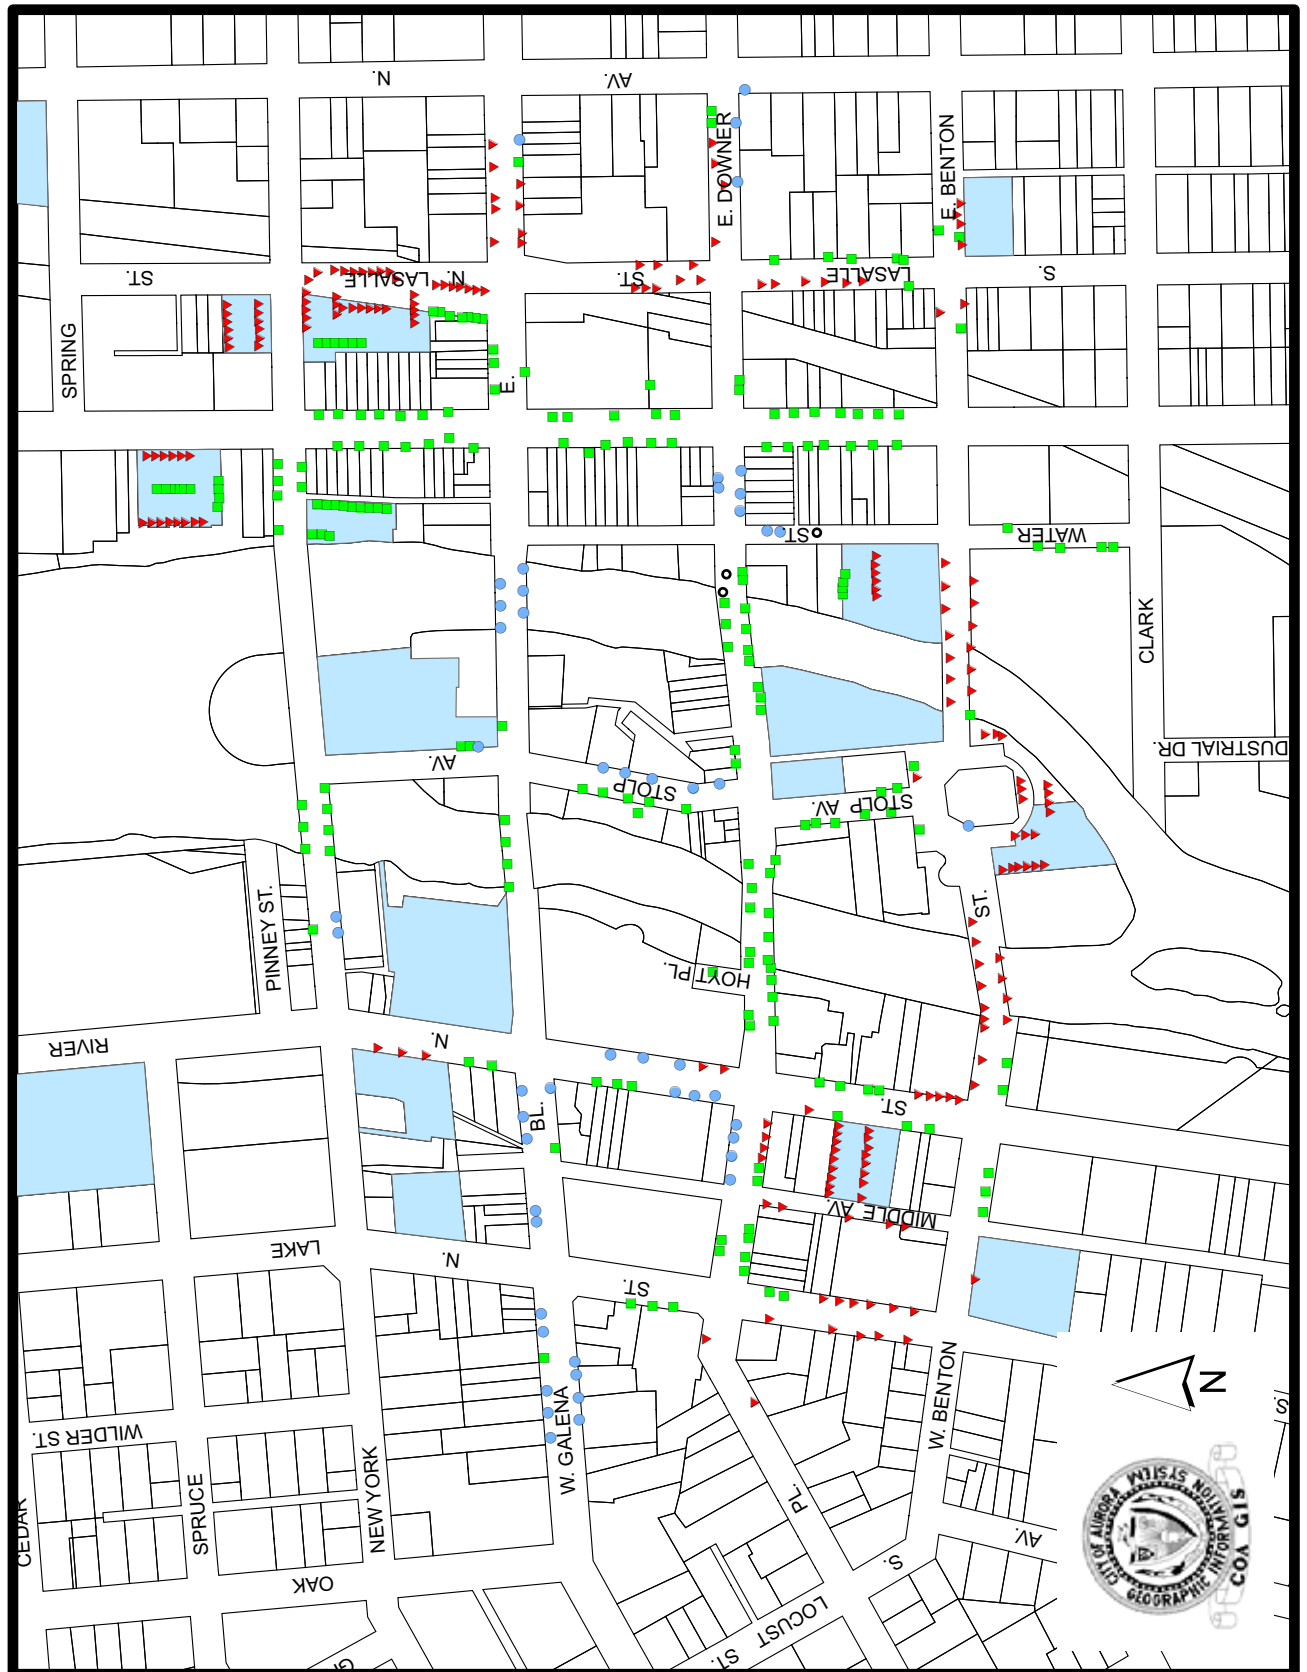 N.
AV.
E. DOWNER
E. BENTON
ST.
N. LASALLE
ST.
LASALLE
S.
SPRING
E.
ST.
WATER
CLARK
AV.
STOLP
STOLP AV.
DUSTRIAL DR.
PINNEY ST.
HOYT PL.
ST.
RIVER
N.
BL.
ST.
MIDDLE AV.
LAKE
N.
ST.
N
W. GALENA
W. BENTON
S.
WILDER ST.
CEDAR
SPRUCE
NEW YORK
PL.
AV.
OAK
S.
LOCUST
ST.
CITY OF AURORA
GEOGRAPHIC INFORMATION SYSTEM
COA GIS